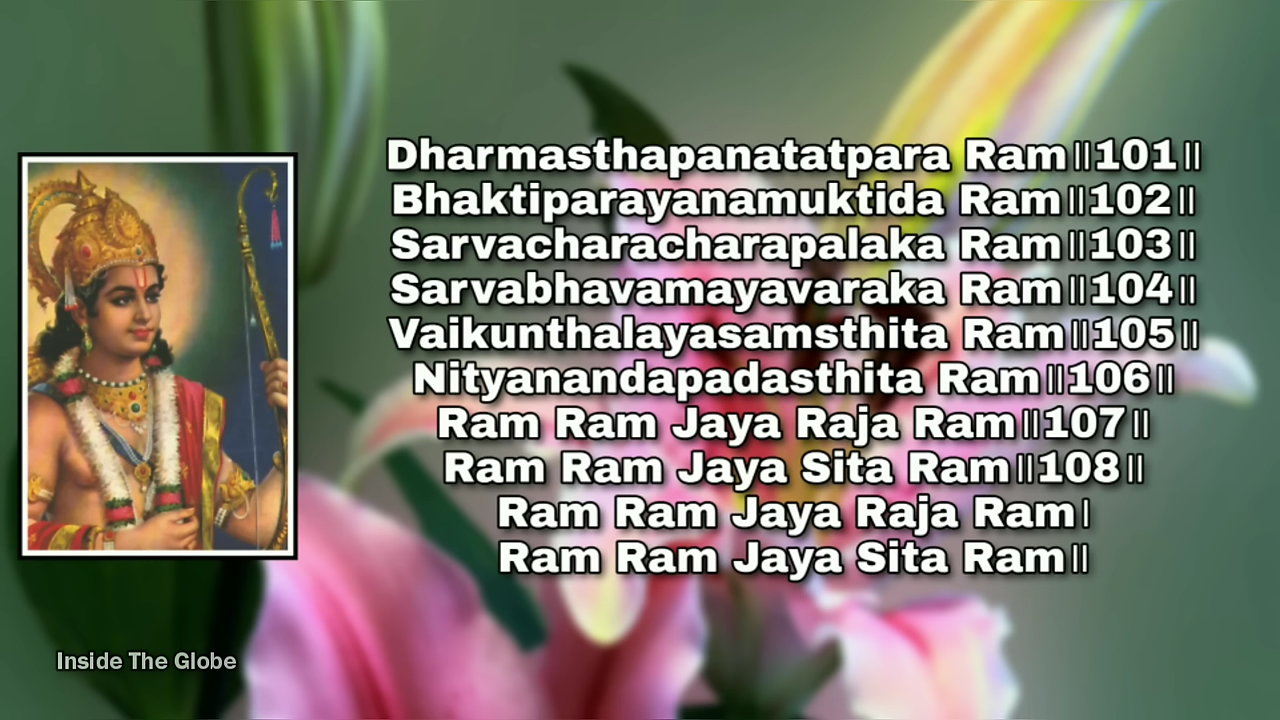 Dharmasthapanatatpara Ram॥101॥
Bhaktiparayanamuktida Ram॥102॥
Sarvacharacharapalaka Ram॥103॥
Sarvabhavamayavaraka Ram॥104॥
Vaikunthalayasamsthita Ram॥105॥
Nityanandapadasthita Ram॥106॥
Ram Ram Jaya Raja Ram॥107॥
Ram Ram Jaya Sita Ram॥108॥
Ram Ram Jaya Raja Ram।
Ram Ram Jaya Sita Ram॥
Inside The Globe